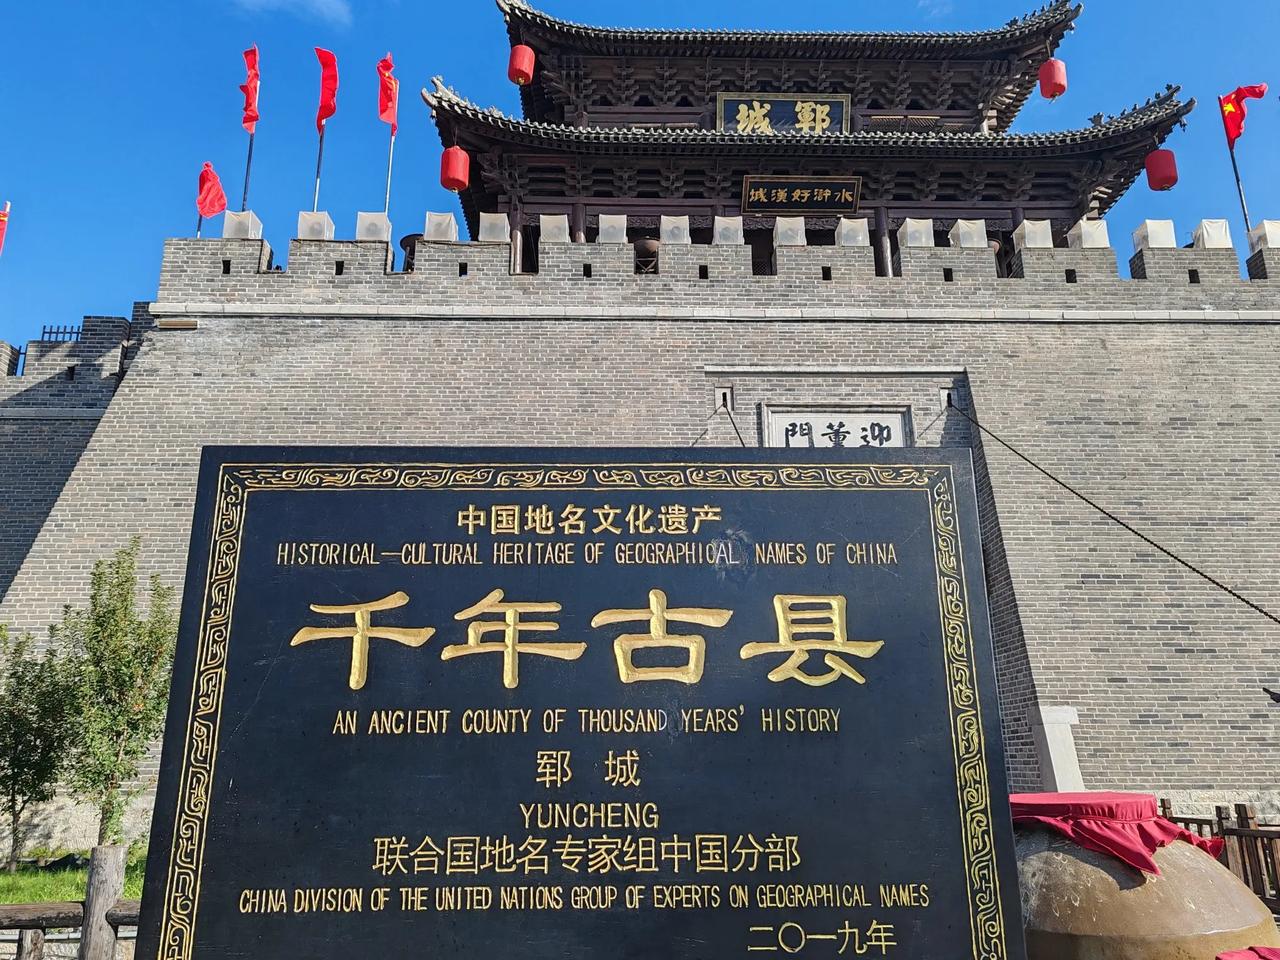 鄆城
水滸好漢城
迎薰門
中国地名文化遗产
HISTORICAL—CULTURAL HERITAGE OF GEOGRAPHICAL NAMES OF CHINA
千年古县
AN ANCIENT COUNTY OF THOUSAND YEARS' HISTORY
郓 城
YUNCHENG
联合国地名专家组中国分部
CHINA DIVISION OF THE UNITED NATIONS GROUP OF EXPERTS ON GEOGRAPHICAL NAMES
二〇一九年